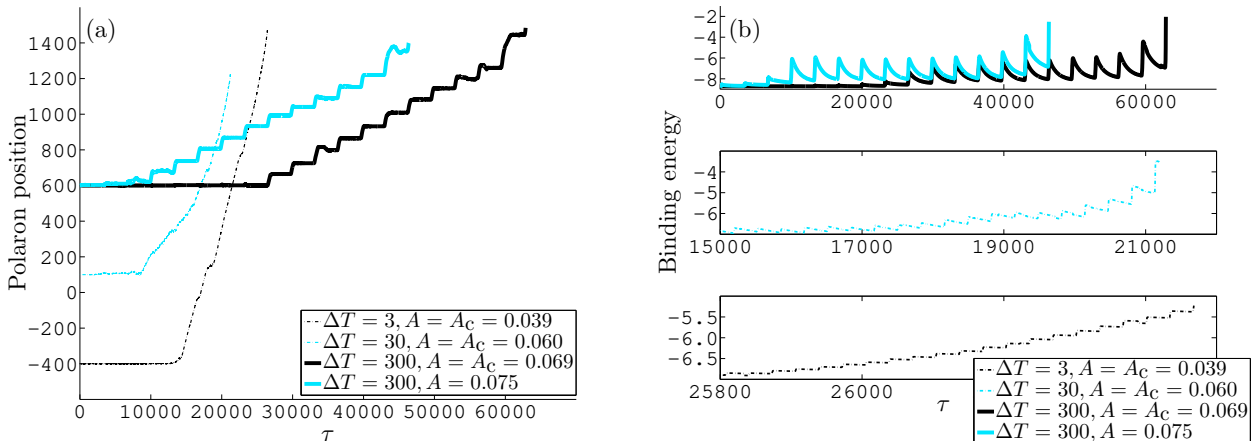 (a)
Polaron position
1400
1200
1000
800
600
400
200
0
−200
−400
0 10000 20000 30000 40000 50000 60000
τ
ΔT = 3, A = A_C = 0.039
ΔT = 30, A = A_C = 0.060
ΔT = 300, A = A_C = 0.069
ΔT = 300, A = 0.075
(b)
Binding energy
−2
−4
−6
−8
0 20000 40000 60000
−4
−5
−6
15000 17000 19000 21000
−5.5
−6.0
−6.5
25800 26000
τ
ΔT = 3, A = A_C = 0.039
ΔT = 30, A = A_C = 0.060
ΔT = 300, A = A_C = 0.069
ΔT = 300, A = 0.075